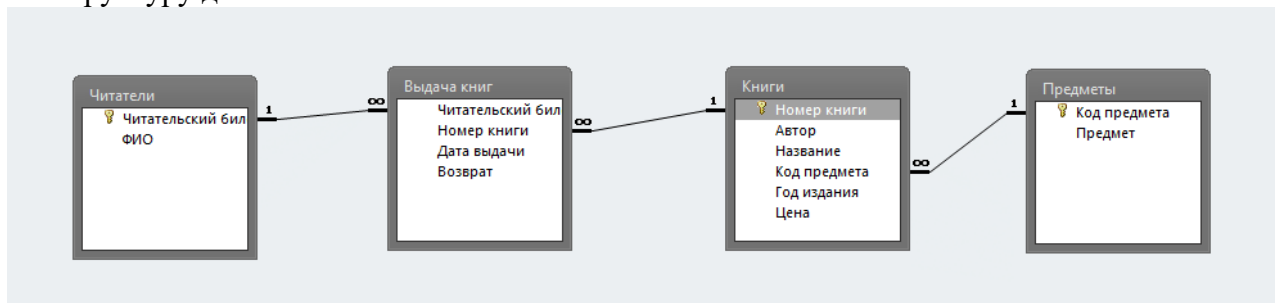 Читатели
Читательский бил
ФИО
1
∞
Выдача книг
Читательский бил
Номер книги
Дата выдачи
Возврат
∞
1
Книги
Номер книги
Автор
Название
Код предмета
Год издания
Цена
∞
1
Предметы
Код предмета
Предмет